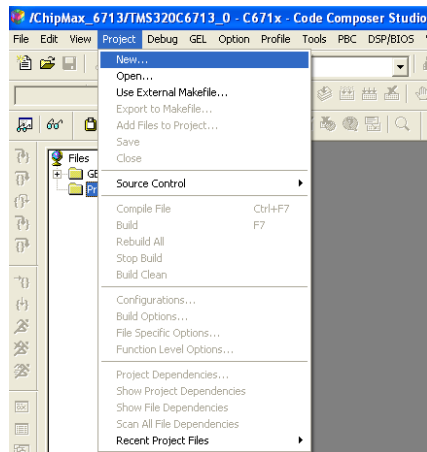 /ChipMax_6713/TMS320C6713_0 - C671x - Code Composer Studio
File Edit View Project Debug GEL Option Profile Tools PBC DSP/BIOS
New...
Open...
Use External Makefile...
Export to Makefile...
Add Files to Project...
Save
Close
Files
GE
Source Control
Pr
Compile File Ctrl+F7
Build F7
Rebuild All
Stop Build
Build Clean
Configurations...
Build Options...
File Specific Options...
Function Level Options...
Project Dependencies...
Show Project Dependencies
Show File Dependencies
Scan All File Dependencies
Recent Project Files